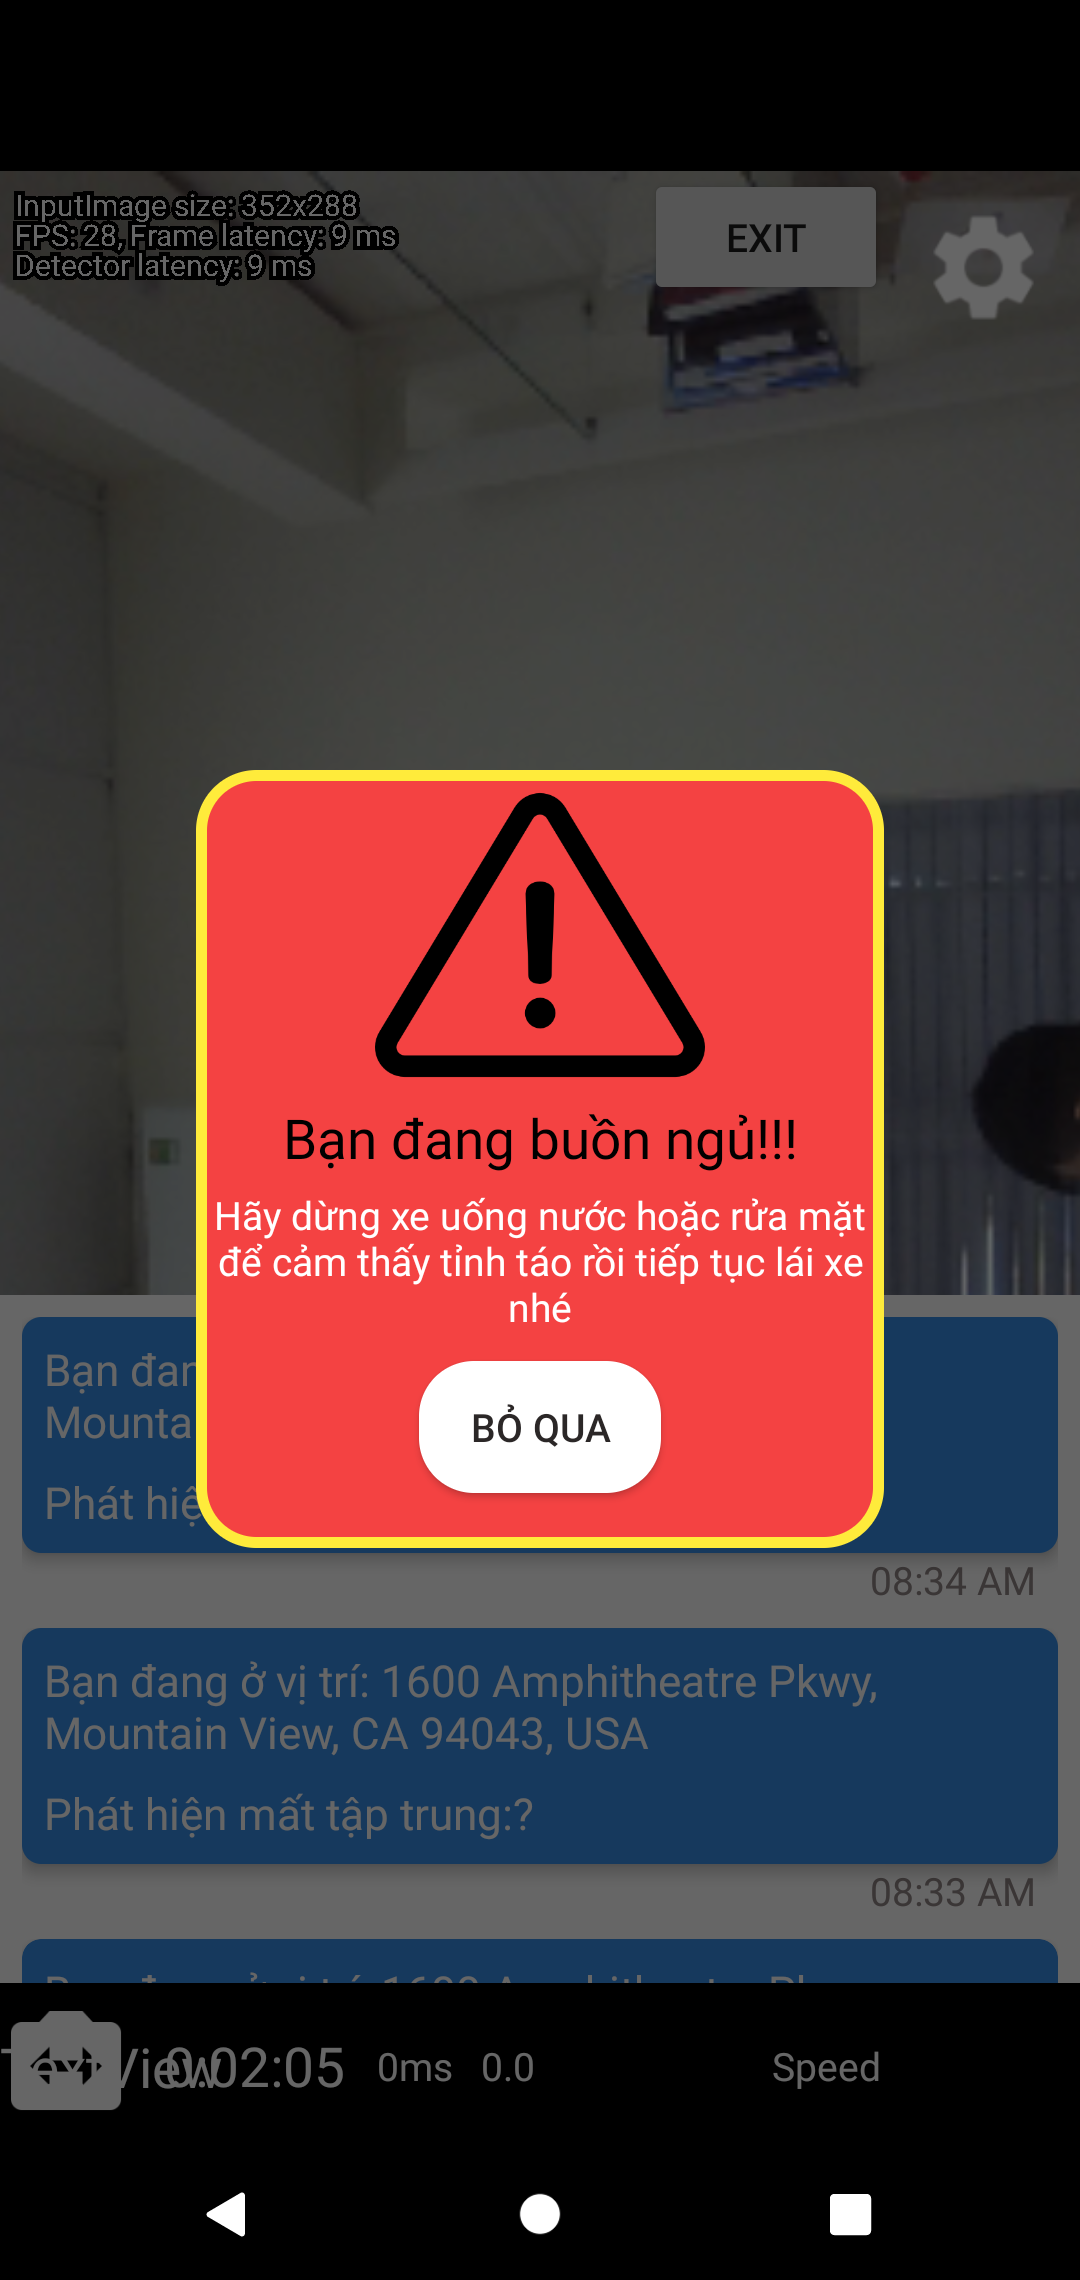 InputImage size: 352x288
FPS: 28, Frame latency: 9 ms
Detector latency: 9 ms
EXIT
Bạn đang buồn ngủ!!!
Hãy dừng xe uống nước hoặc rửa mặt
để cảm thấy tỉnh táo rồi tiếp tục lái xe
nhé
BỎ QUA
Bạn
Phát
08:34 AM
Bạn đang ở vị trí: 1600 Amphitheatre Pkwy,
Mountain View, CA 94043, USA
Phát hiện mất tập trung:?
08:33 AM
TextView
0:02:05
0ms
0.0
Speed